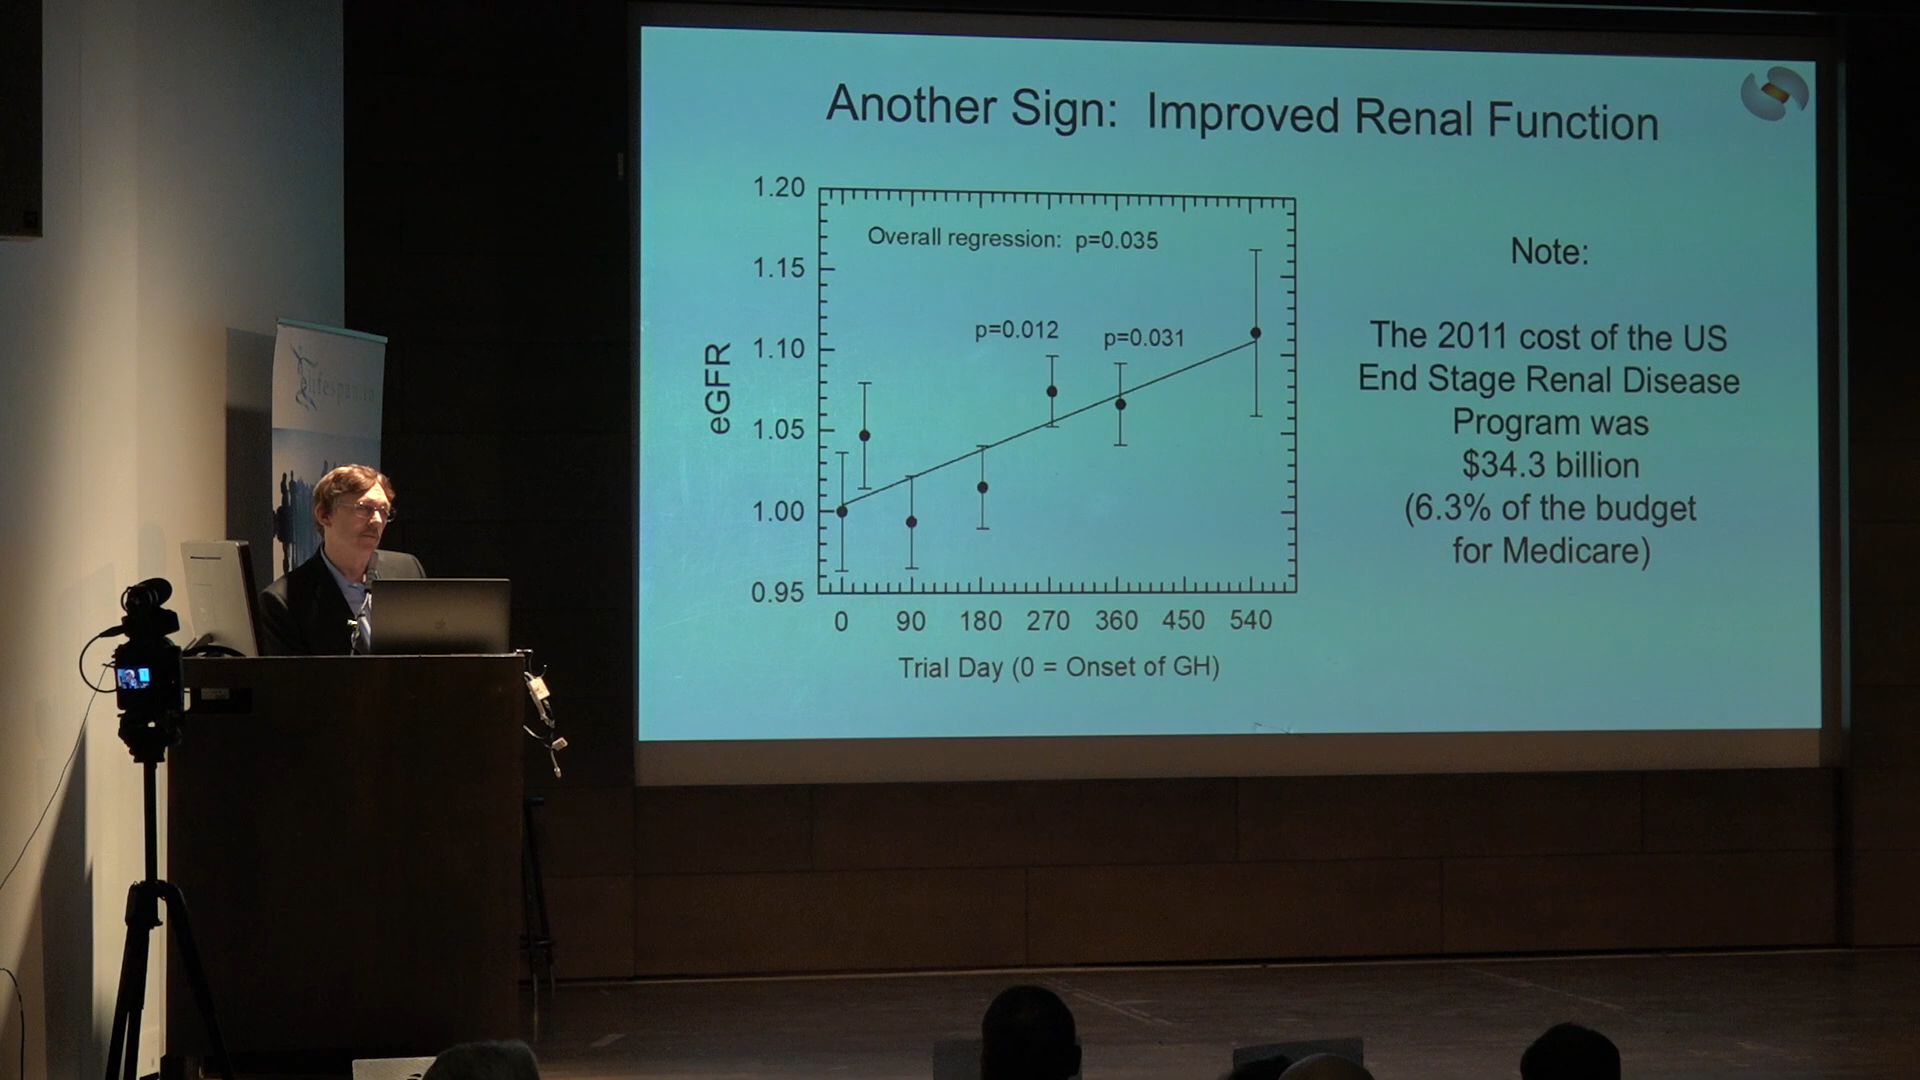 Another Sign: Improved Renal Function
1.20
1.15
1.10
1.05
1.00
0.95
eGFR
Overall regression: p=0.035
p=0.012
p=0.031
0 90 180 270 360 450 540
Trial Day (0 = Onset of GH)
Note:
The 2011 cost of the US
End Stage Renal Disease
Program was
$34.3 billion
(6.3% of the budget
for Medicare)
lifespan.io